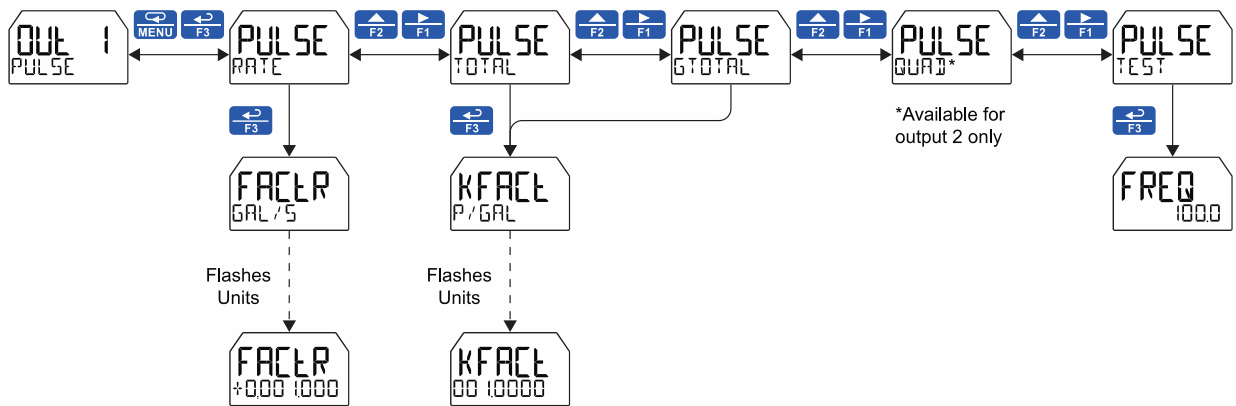 OUt 1
PULSE
MENU
F3
PULSE
RATE
F2
F1
PULSE
TOTAL
F2
F1
PULSE
GTOTAL
F2
F1
PULSE
QUAD*
F2
F1
PULSE
TEST
*Available for
output 2 only
F3
F3
F3
FACtR
GAL/S
KFACt
P/GAL
FREQ
100.0
Flashes
Units
Flashes
Units
FACtR
+0,001.000
KFACt
001.0000